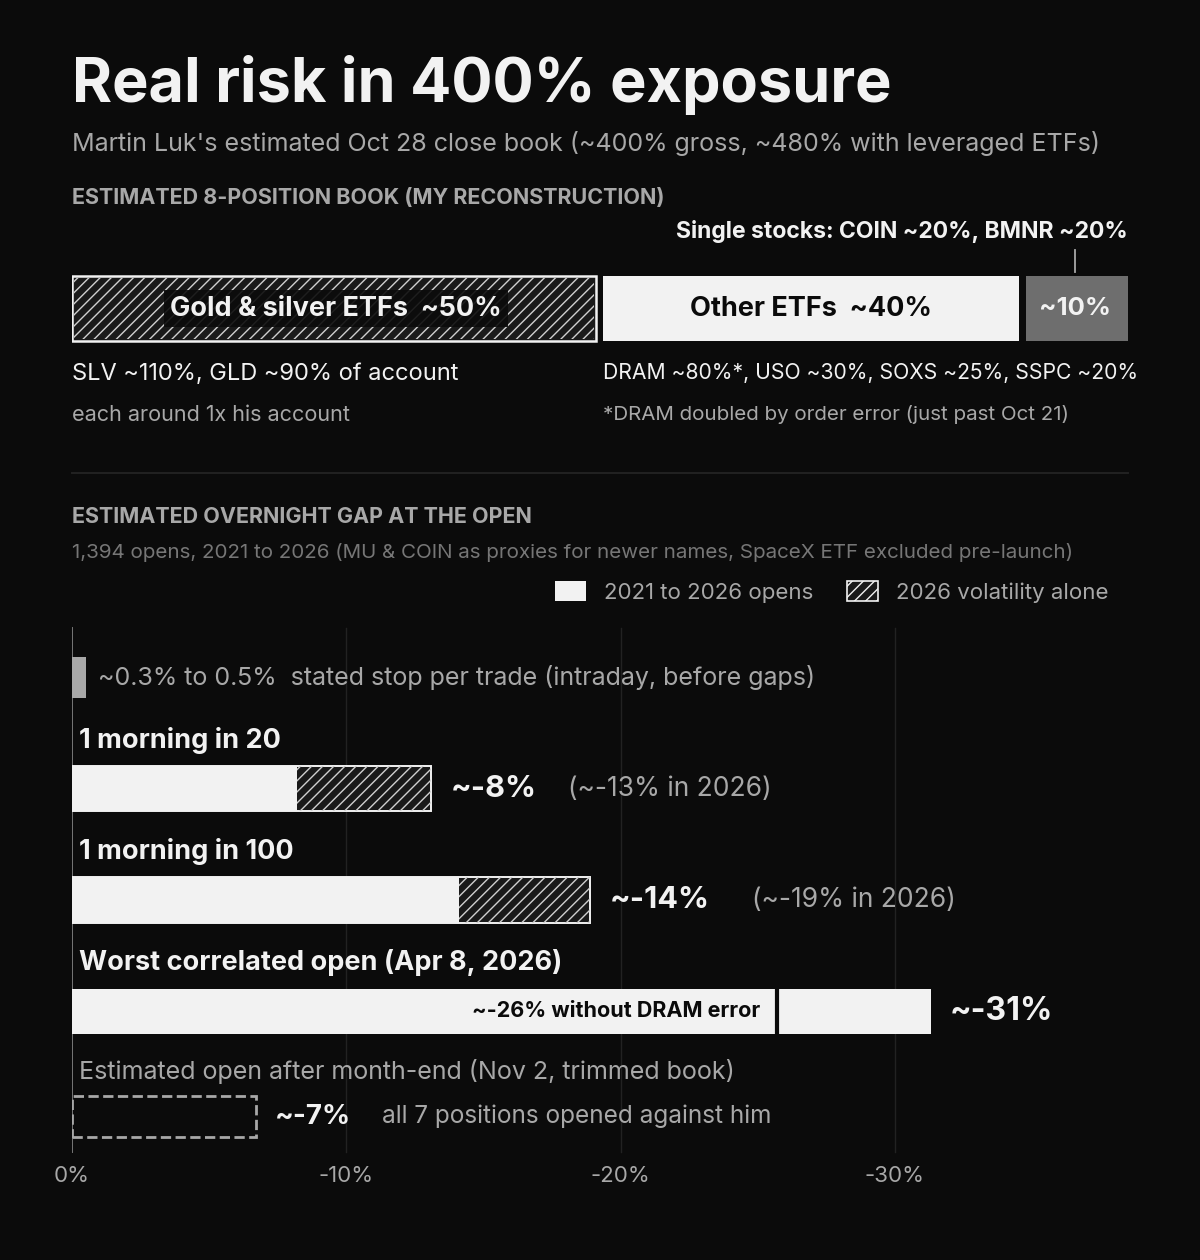 Real risk in 400% exposure
Martin Luk's estimated Oct 28 close book (~400% gross, ~480% with leveraged ETFs)
ESTIMATED 8-POSITION BOOK (MY RECONSTRUCTION)
Single stocks: COIN ~20%, BMNR ~20%
Gold & silver ETFs ~50%
Other ETFs ~40%
~10%
SLV ~110%, GLD ~90% of account
DRAM ~80%*, USO ~30%, SOXS ~25%, SSPC ~20%
each around 1x his account
*DRAM doubled by order error (just past Oct 21)
ESTIMATED OVERNIGHT GAP AT THE OPEN
1,394 opens, 2021 to 2026 (MU & COIN as proxies for newer names, SpaceX ETF excluded pre-launch)
2021 to 2026 opens
2026 volatility alone
~0.3% to 0.5% stated stop per trade (intraday, before gaps)
1 morning in 20
~-8% (~-13% in 2026)
1 morning in 100
~-14% (~-19% in 2026)
Worst correlated open (Apr 8, 2026)
~-26% without DRAM error
~-31%
Estimated open after month-end (Nov 2, trimmed book)
~-7% all 7 positions opened against him
0% -10% -20% -30%